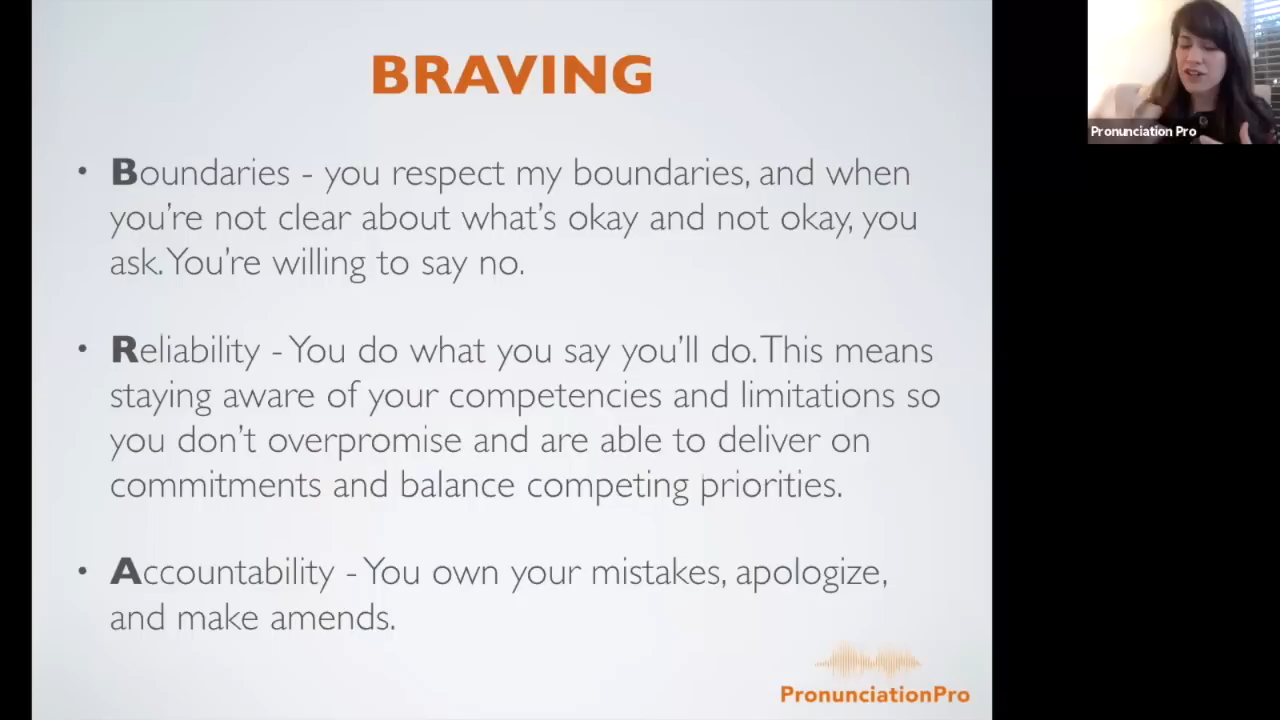 BRAVING
• Boundaries - you respect my boundaries, and when
you're not clear about what's okay and not okay, you
ask. You're willing to say no.
• Reliability - You do what you say you'll do. This means
staying aware of your competencies and limitations so
you don't overpromise and are able to deliver on
commitments and balance competing priorities.
• Accountability - You own your mistakes, apologize,
and make amends.
PronunciationPro
Pronunciation Pro